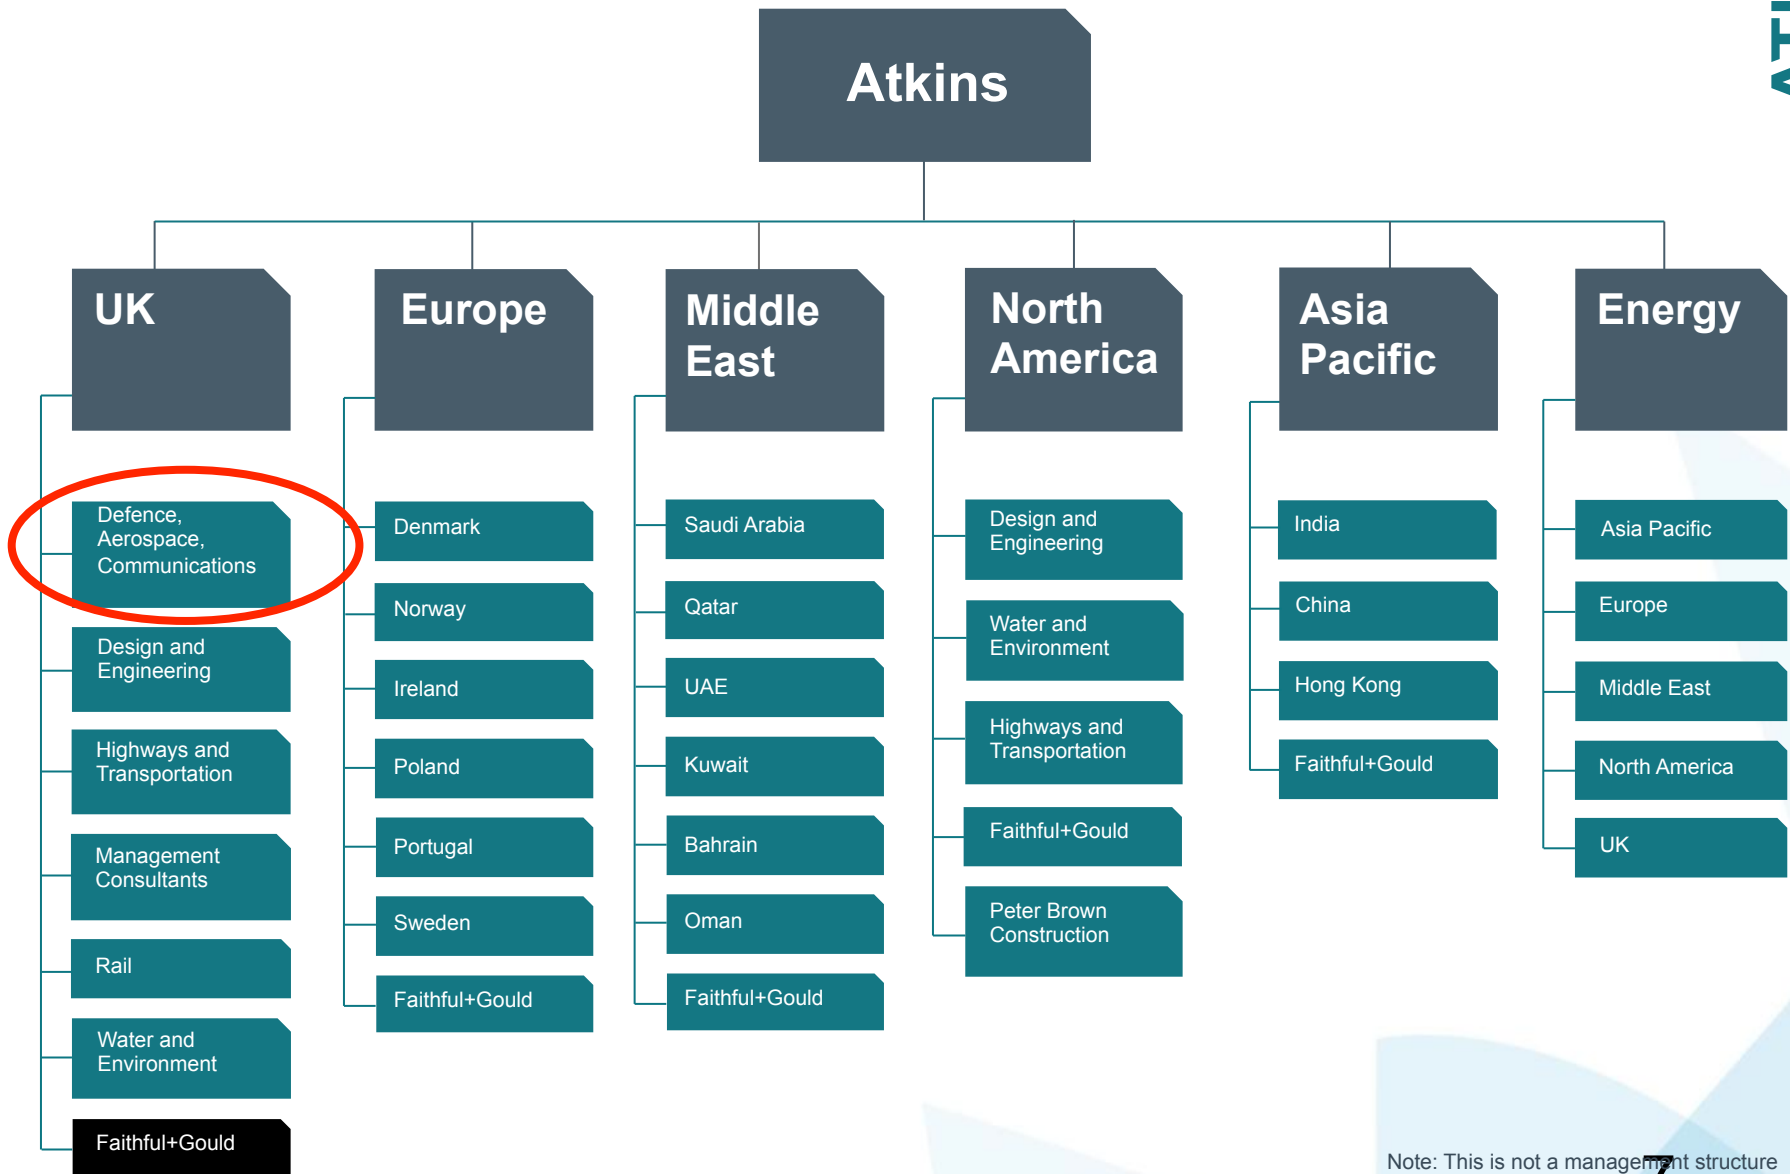 Atkins
UK
Europe
Middle
East
North
America
Asia
Pacific
Energy
Defence,
Aerospace,
Communications
Design and
Engineering
Highways and
Transportation
Management
Consultants
Rail
Water and
Environment
Faithful+Gould
Denmark
Norway
Ireland
Poland
Portugal
Sweden
Faithful+Gould
Saudi Arabia
Qatar
UAE
Kuwait
Bahrain
Oman
Faithful+Gould
Design and
Engineering
Water and
Environment
Highways and
Transportation
Faithful+Gould
Peter Brown
Construction
India
China
Hong Kong
Faithful+Gould
Asia Pacific
Europe
Middle East
North America
UK
Note: This is not a management structure
7